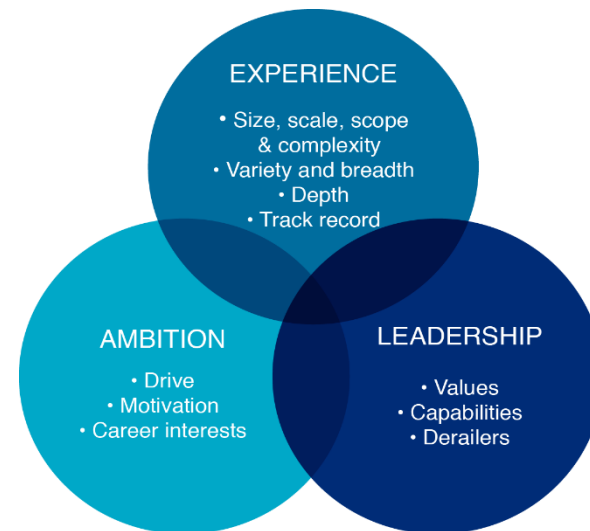 EXPERIENCE
• Size, scale, scope
& complexity
• Variety and breadth
• Depth
• Track record
AMBITION
• Drive
• Motivation
• Career interests
LEADERSHIP
• Values
• Capabilities
• Derailers